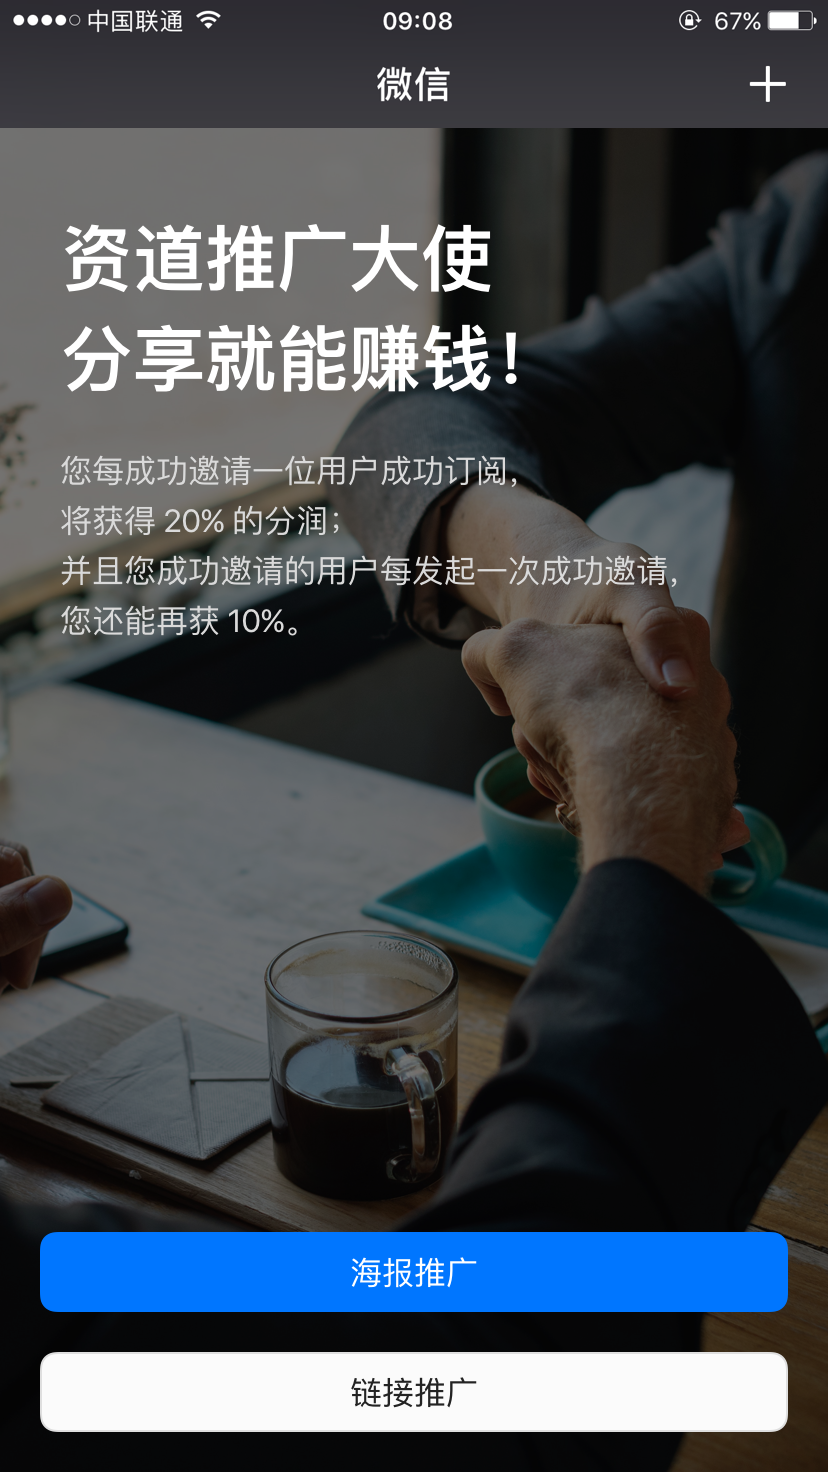 中国联通 09:08 67%
微信
资道推广大使
分享就能赚钱！
您每成功邀请一位用户成功订阅，
将获得 20% 的分润；
并且您成功邀请的用户每发起一次成功邀请，
您还能再获 10%。
海报推广
链接推广